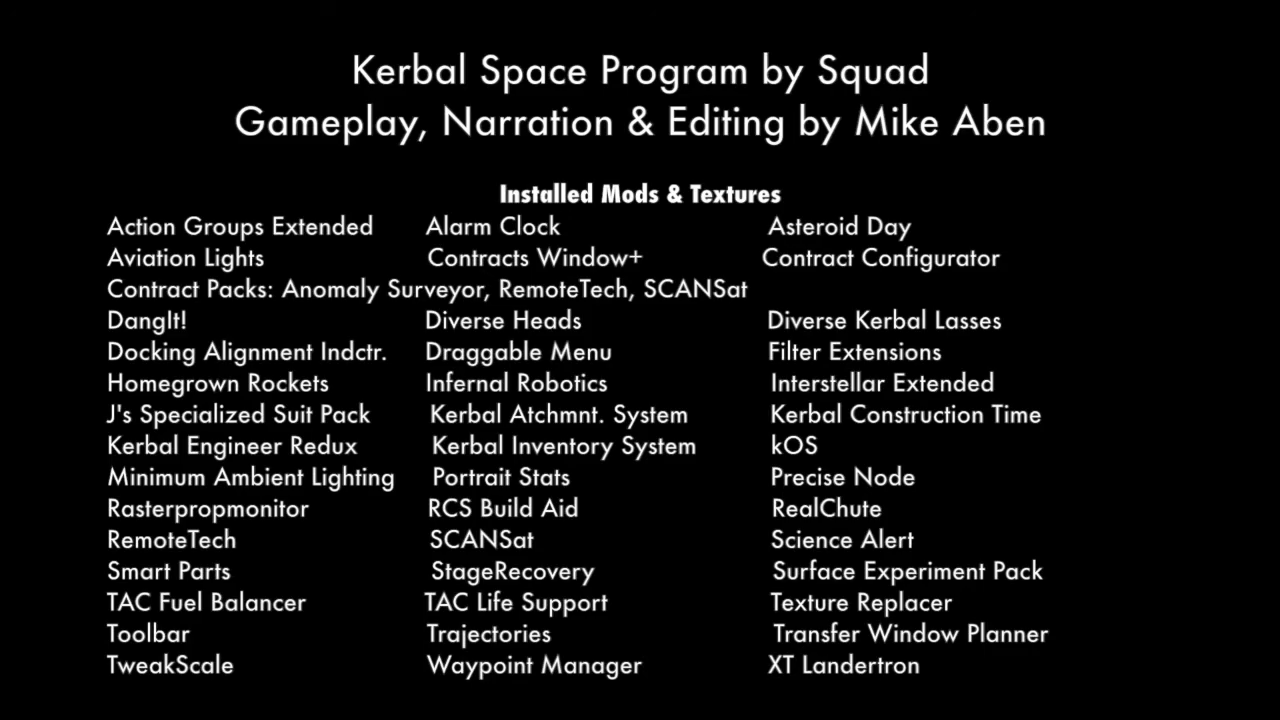 Kerbal Space Program by Squad
Gameplay, Narration & Editing by Mike Aben
Installed Mods & Textures
Action Groups Extended Alarm Clock Asteroid Day
Aviation Lights Contracts Window+ Contract Configurator
Contract Packs: Anomaly Surveyor, RemoteTech, SCANSat
DangIt! Diverse Heads Diverse Kerbal Lasses
Docking Alignment Indctr. Draggable Menu Filter Extensions
Homegrown Rockets Infernal Robotics Interstellar Extended
J's Specialized Suit Pack Kerbal Atchmnt. System Kerbal Construction Time
Kerbal Engineer Redux Kerbal Inventory System kOS
Minimum Ambient Lighting Portrait Stats Precise Node
Rasterpropmonitor RCS Build Aid RealChute
RemoteTech SCANSat Science Alert
Smart Parts StageRecovery Surface Experiment Pack
TAC Fuel Balancer TAC Life Support Texture Replacer
Toolbar Trajectories Transfer Window Planner
TweakScale Waypoint Manager XT Landertron